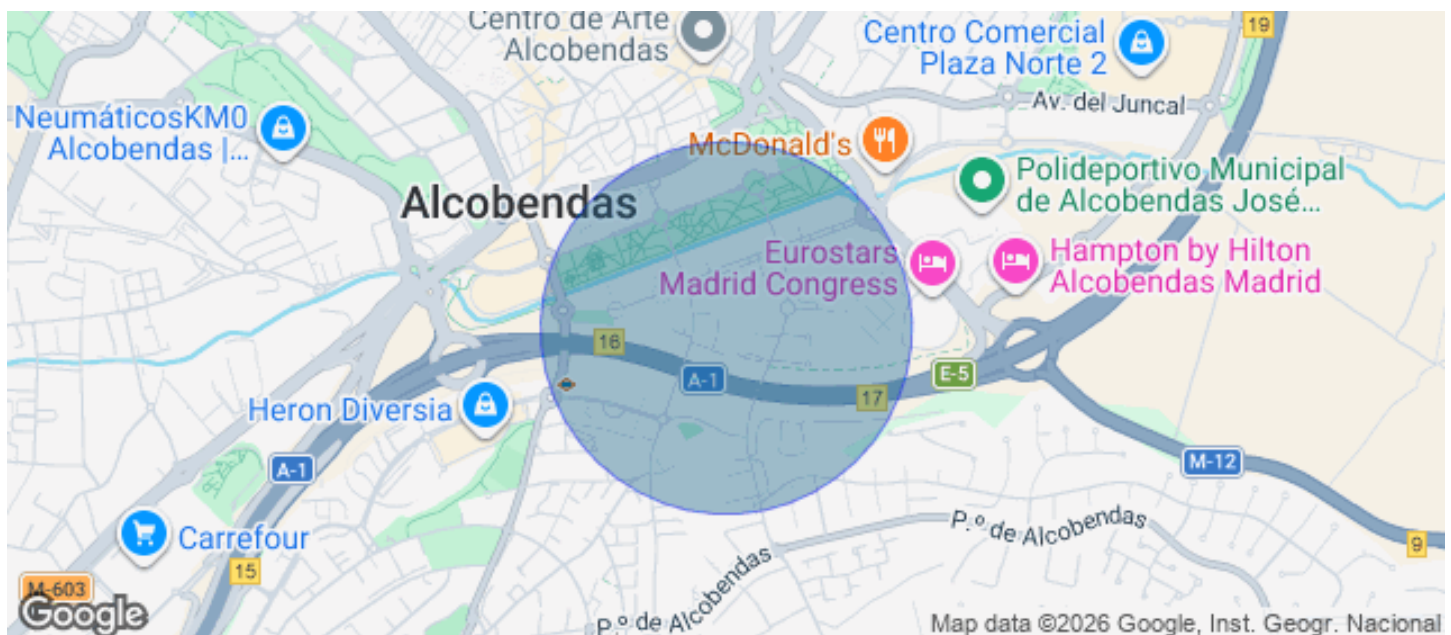 Centro de Arte
Alcobendas
Centro Comercial
Plaza Norte 2
19
Av. del Juncal
NeumáticosKM0
Alcobendas |...
McDonald's
Polideportivo Municipal
de Alcobendas José...
Alcobendas
Eurostars
Madrid Congress
Hampton by Hilton
Alcobendas Madrid
16
A-1
E-5
17
Heron Diversia
A-1
M-12
P.º de Alcobendas
Carrefour
9
15
M-603
Google
P.º de Alcobendas
Map data ©2026 Google, Inst. Geogr. Nacional